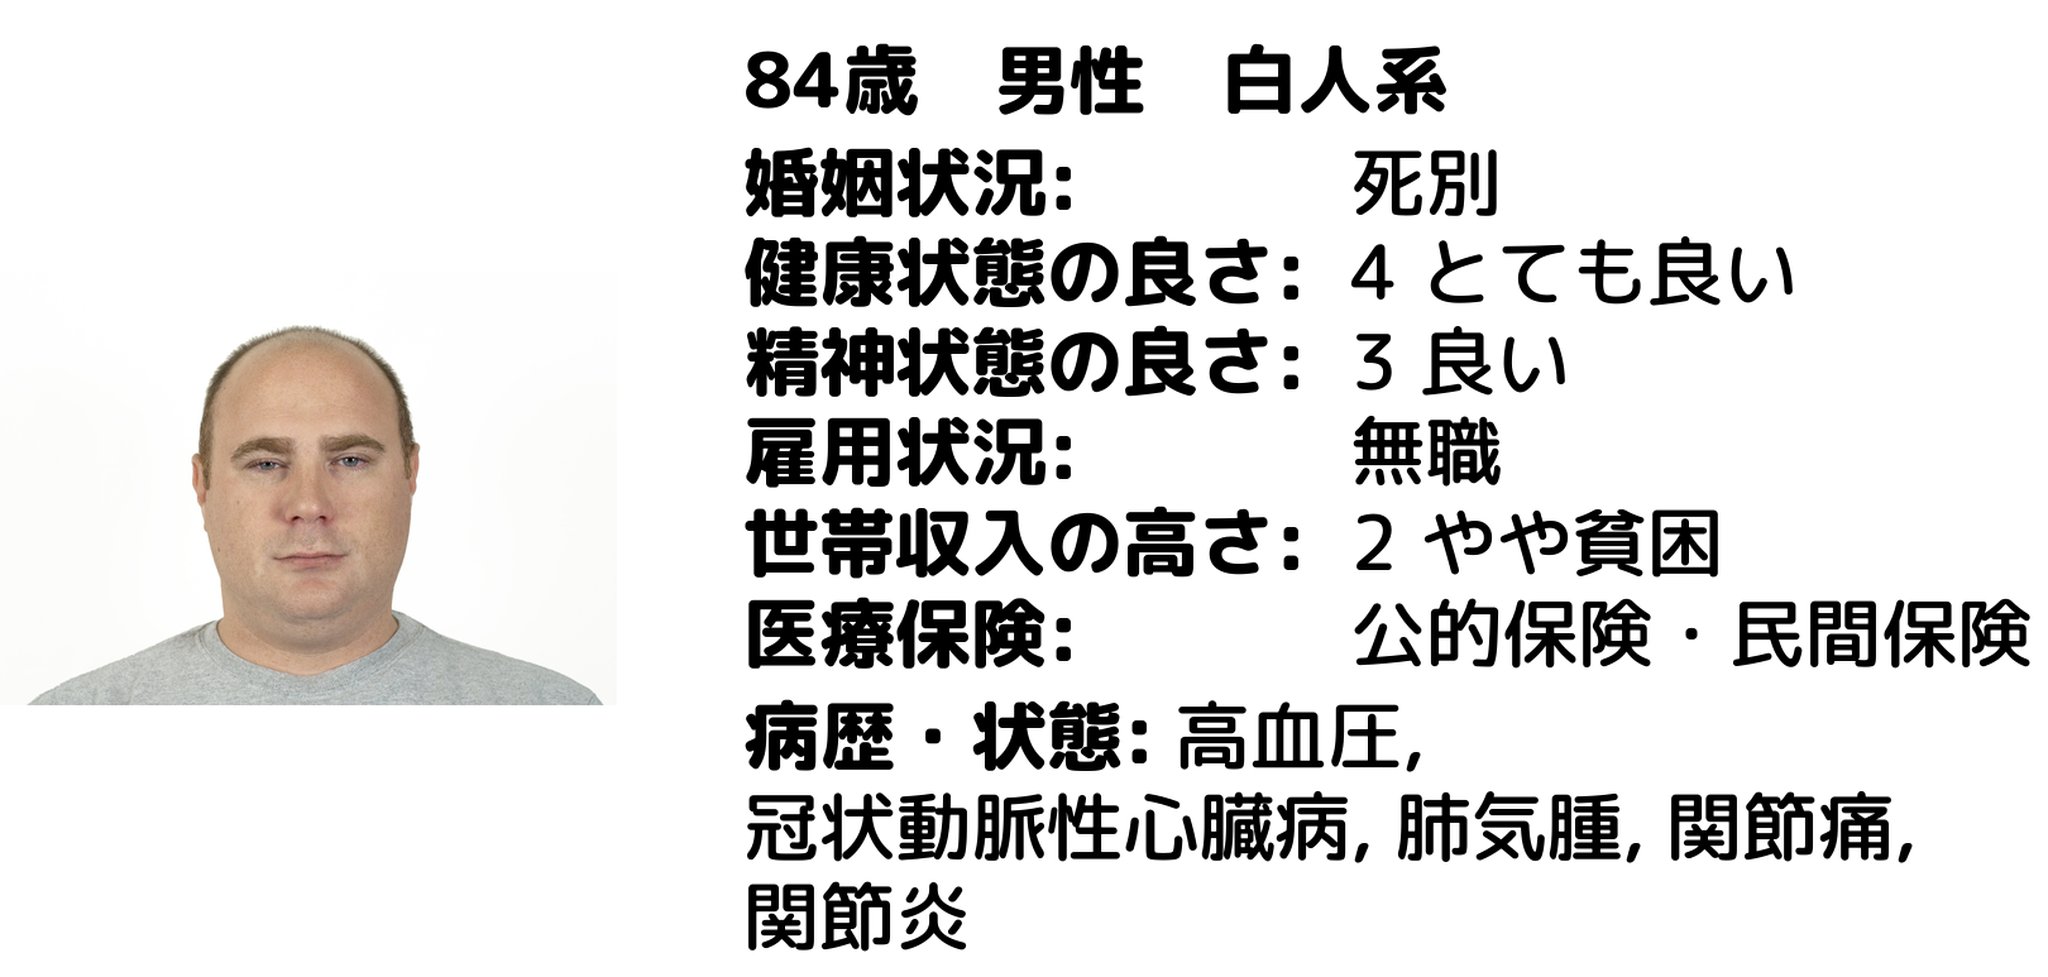 84歳　男性　白人系
婚姻状況: 死別
健康状態の良さ: 4 とても良い
精神状態の良さ: 3 良い
雇用状況: 無職
世帯収入の高さ: 2 やや貧困
医療保険: 公的保険・民間保険
病歴・状態: 高血圧,
冠状動脈性心臓病, 肺気腫, 関節痛,
関節炎